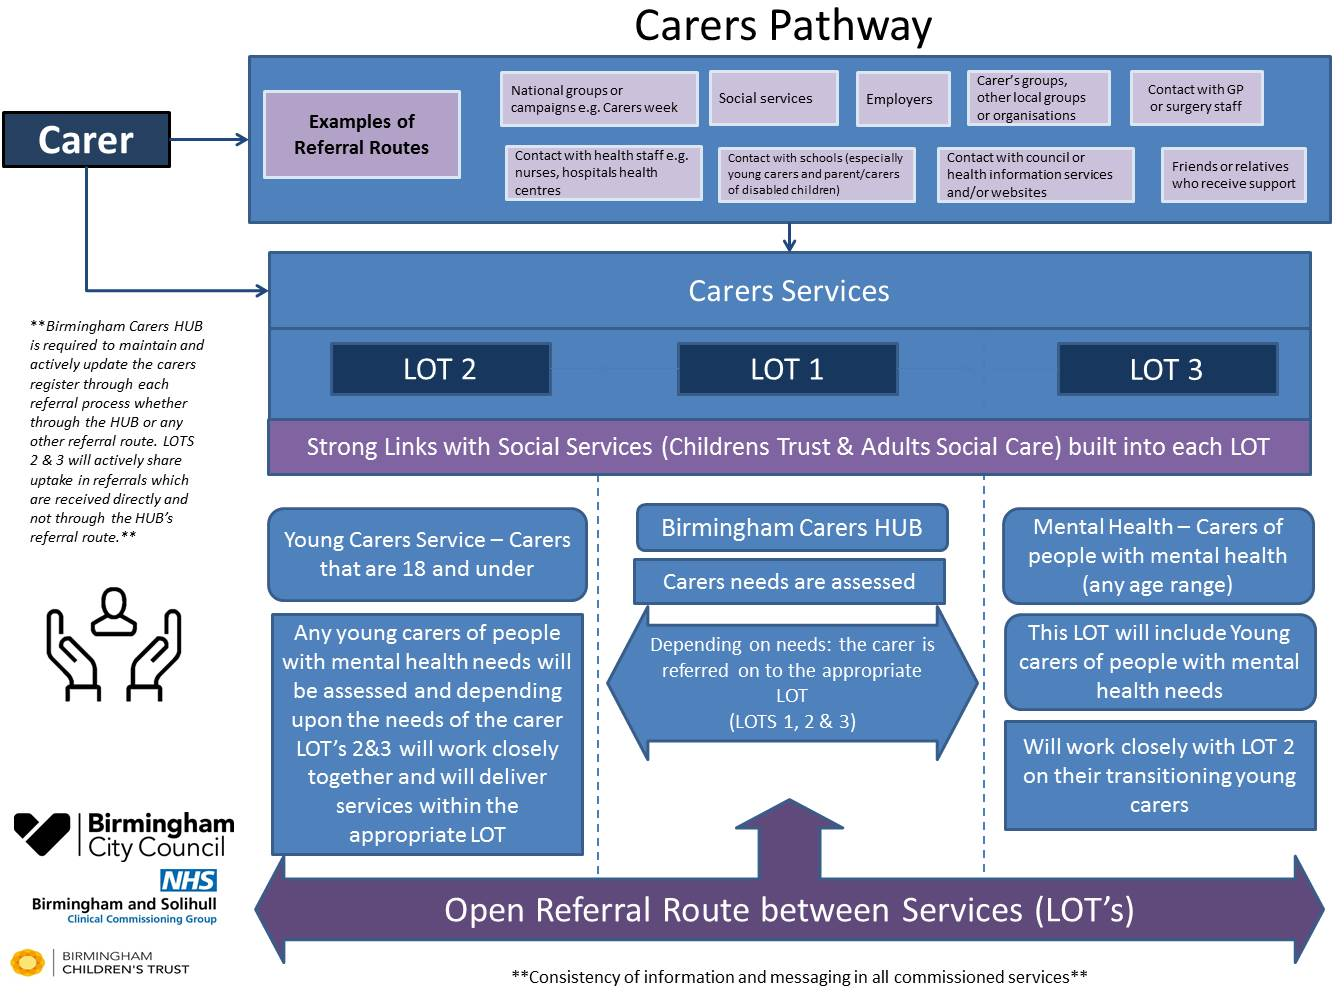 Carers Pathway
Carer
Examples of
Referral Routes
National groups or
campaigns e.g. Carers week
Social services
Employers
Carer's groups,
other local groups
or organisations
Contact with GP
or surgery staff
Contact with health staff e.g.
nurses, hospitals health
centres
Contact with schools (especially
young carers and parent/carers
of disabled children)
Contact with council or
health information services
and/or websites
Friends or relatives
who receive support
Carers Services
LOT 2
LOT 1
LOT 3
Strong Links with Social Services (Childrens Trust & Adults Social Care) built into each LOT
**Birmingham Carers HUB
is required to maintain and
actively update the carers
register through each
referral process whether
through the HUB or any
other referral route. LOTS
2 & 3 will actively share
uptake in referrals which
are received directly and
not through the HUB's
referral route.**
Young Carers Service – Carers
that are 18 and under
Any young carers of people
with mental health needs will
be assessed and depending
upon the needs of the carer
LOT's 2&3 will work closely
together and will deliver
services within the
appropriate LOT
Birmingham Carers HUB
Carers needs are assessed
Depending on needs: the carer is
referred on to the appropriate
LOT
(LOTS 1, 2 & 3)
Mental Health – Carers of
people with mental health
(any age range)
This LOT will include Young
carers of people with mental
health needs
Will work closely with LOT 2
on their transitioning young
carers
Birmingham
City Council
NHS
Birmingham and Solihull
Clinical Commissioning Group
BIRMINGHAM
CHILDREN'S TRUST
Open Referral Route between Services (LOT's)
**Consistency of information and messaging in all commissioned services**